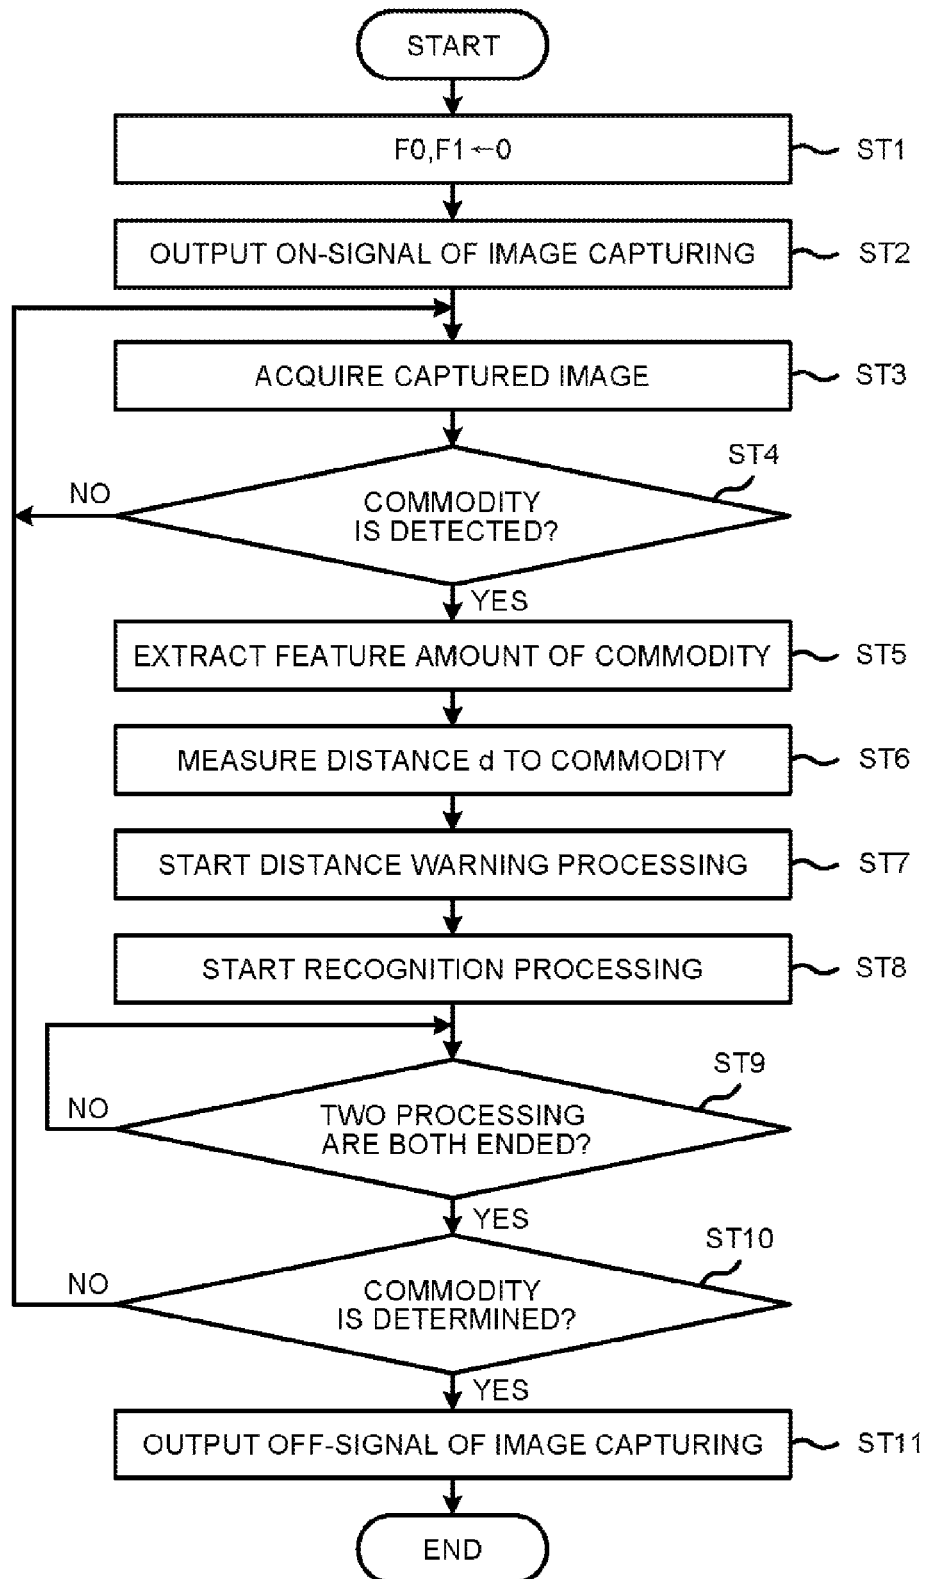 START
F0,F1←0
ST1
OUTPUT ON-SIGNAL OF IMAGE CAPTURING
ST2
ACQUIRE CAPTURED IMAGE
ST3
ST4
NO
COMMODITY
IS DETECTED?
YES
EXTRACT FEATURE AMOUNT OF COMMODITY
ST5
MEASURE DISTANCE d TO COMMODITY
ST6
START DISTANCE WARNING PROCESSING
ST7
START RECOGNITION PROCESSING
ST8
ST9
NO
TWO PROCESSING
ARE BOTH ENDED?
YES
ST10
NO
COMMODITY
IS DETERMINED?
YES
OUTPUT OFF-SIGNAL OF IMAGE CAPTURING
ST11
END